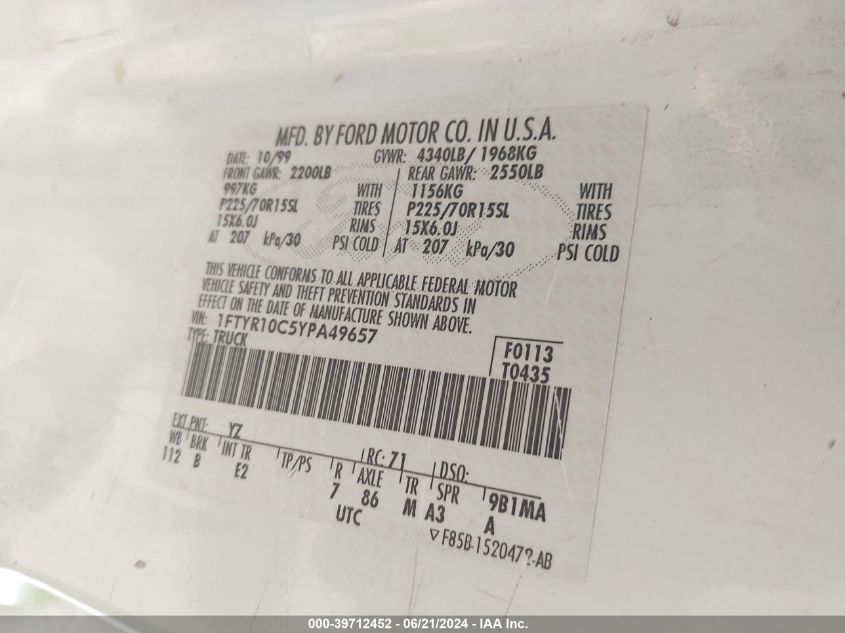 MFD. BY FORD MOTOR CO. IN U.S.A.
DATE: 10/99 GVWR: 4340LB/ 1968KG
FRONT GAWR: 2200LB REAR GAWR: 2550LB
997KG WITH 1156KG WITH
P225/70R15SL TIRES P225/70R15SL TIRES
15X6.0J RIMS 15X6.0J RIMS
AT 207 kPa/30 PSI COLD AT 207 kPa/30 PSI COLD
THIS VEHICLE CONFORMS TO ALL APPLICABLE FEDERAL MOTOR
VEHICLE SAFETY AND THEFT PREVENTION STANDARDS IN
EFFECT ON THE DATE OF MANUFACTURE SHOWN ABOVE.
VIN: 1FTYR10C5YPA49657
TYPE: TRUCK
F0113
T0435
EXT PNT: YZ RC: 71 DSO:
WB BRK INT TR TP/PS R AXLE TR SPR 9B1MA
112 B E2 7 86 M A3 A
UTC
▽F85B-1520472-AB
000-39712452 - 06/21/2024 - IAA Inc.